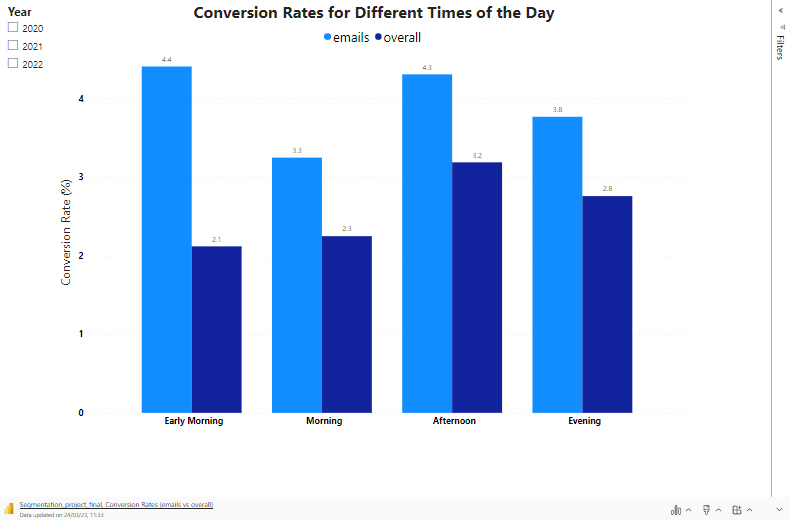 Year
2020
2021
2022
Conversion Rates for Different Times of the Day
emails overall
Conversion Rate (%)
4
3
2
1
0
4.4
2.1
3.3
2.3
4.3
3.2
3.8
2.8
Early Morning
Morning
Afternoon
Evening
Filters
Segmentation_project_final, Conversion Rates (emails vs overall)
Data updated on 24/03/23, 11:33